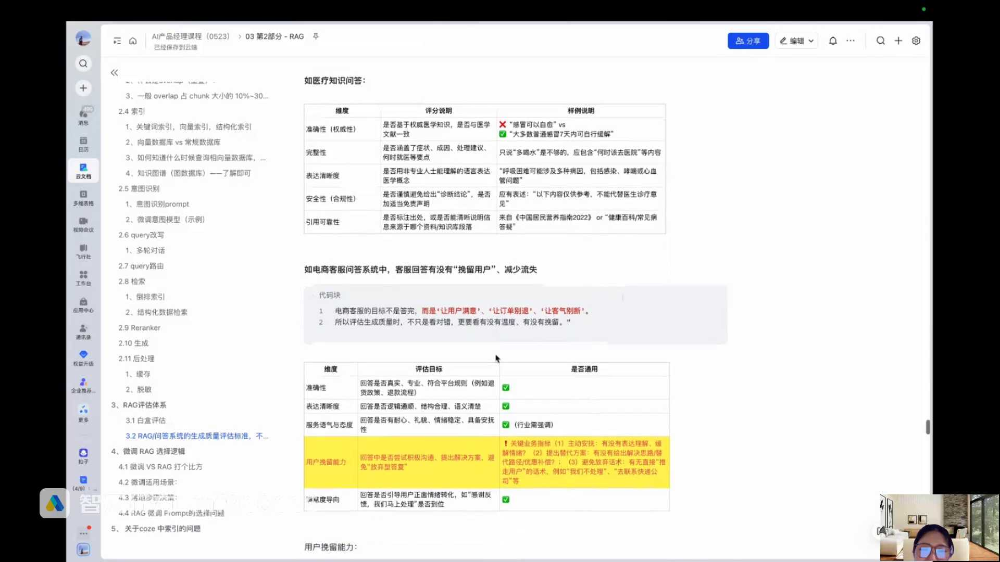 AI产品经理课程（0523） › 03 第2部分 - RAG
已经保存到云端
分享
编辑
499
消息
日历
云文档
多维表格
视频会议
飞行社
工作台
应用中心
通讯录
权益升级
企业推荐...
更多
扣子
(4/9)
3、一般 overlap 占 chunk 大小的 10%~30...
2.4 索引
1、关键词索引，向量索引，结构化索引
2、向量数据库 vs 常规数据库
3、如何知道什么时候查询相向量数据库，...
4、知识图谱（图数据库）——了解即可
2.5 意图识别
1、意图识别prompt
2、微调意图模型（示例）
2.6 query改写
1、多轮对话
2.7 query路由
2.8 检索
1、倒排索引
2、结构化数据检索
2.9 Reranker
2.10 生成
2.11 后处理
1、缓存
2、脱敏
3、RAG评估体系
3.1 白盒评估
3.2 RAG/问答系统的生成质量评估标准，不...
4、微调 RAG 选择逻辑
4.1 微调 VS RAG 打个比方
4.2 微调适用场景：
4.4 RAG 微调 Prompt的选择问题
5、 关于coze 中索引的问题
如医疗知识问答：
维度 评分说明 样例说明
准确性（权威性） 是否基于权威医学知识，是否与医学文献一致 ❌ “感冒可以自愈” vs
✅ “大多数普通感冒7天内可自行缓解”
完整性 是否涵盖了症状、成因、处理建议、何时就医等要点 只说“多喝水”是不够的，应包含“何时该去医院”等内容
表达清晰度 是否用非专业人士能理解的语言表达医学概念 “呼吸困难可能涉及多种病因，包括感染、哮喘或心血管问题”
安全性（合规性） 是否谨慎避免给出“诊断结论”，是否加适当免责声明 应有表述：“以下内容仅供参考，不能代替医生诊疗意见”
引用可靠性 是否标注出处，或是否能清晰说明信息来源于哪个资料/知识库段落 来自《中国居民营养指南2022》 or “健康百科/常见病答疑”
如电商客服问答系统中，客服回答有没有“挽留用户”、减少流失
代码块
1 电商客服的目标不是答完，而是‘让用户满意’、‘让订单别退’、‘让客气别断’。
2 所以评估生成质量时，不只是看对错，更要看有没有温度、有没有挽留。”
维度 评估目标 是否通用
准确性 回答是否真实、专业、符合平台规则（例如退货政策、退款流程） ✅
表达清晰度 回答是否逻辑通顺、结构合理、语义清楚 ✅
服务语气与态度 回答是否有耐心、礼貌、情绪稳定、具备安抚性 ✅（行业需强调）
用户挽留能力 回答中是否尝试积极沟通、提出解决方案，避免“放弃型答复” ❗关键业务指标（1）主动安抚：有没有表达理解、缓解情绪？（2）提出替代方案：有没有给出解决思路/替代路径/优惠补偿？；（3）避免放弃话术：有无直接“推走用户”的话术，例如“我们不处理”、“去联系快递公司”等
度导向 回答是否引导用户正面情绪转化，如“感谢反馈，我们马上处理”是否到位 ✅
用户挽留能力：